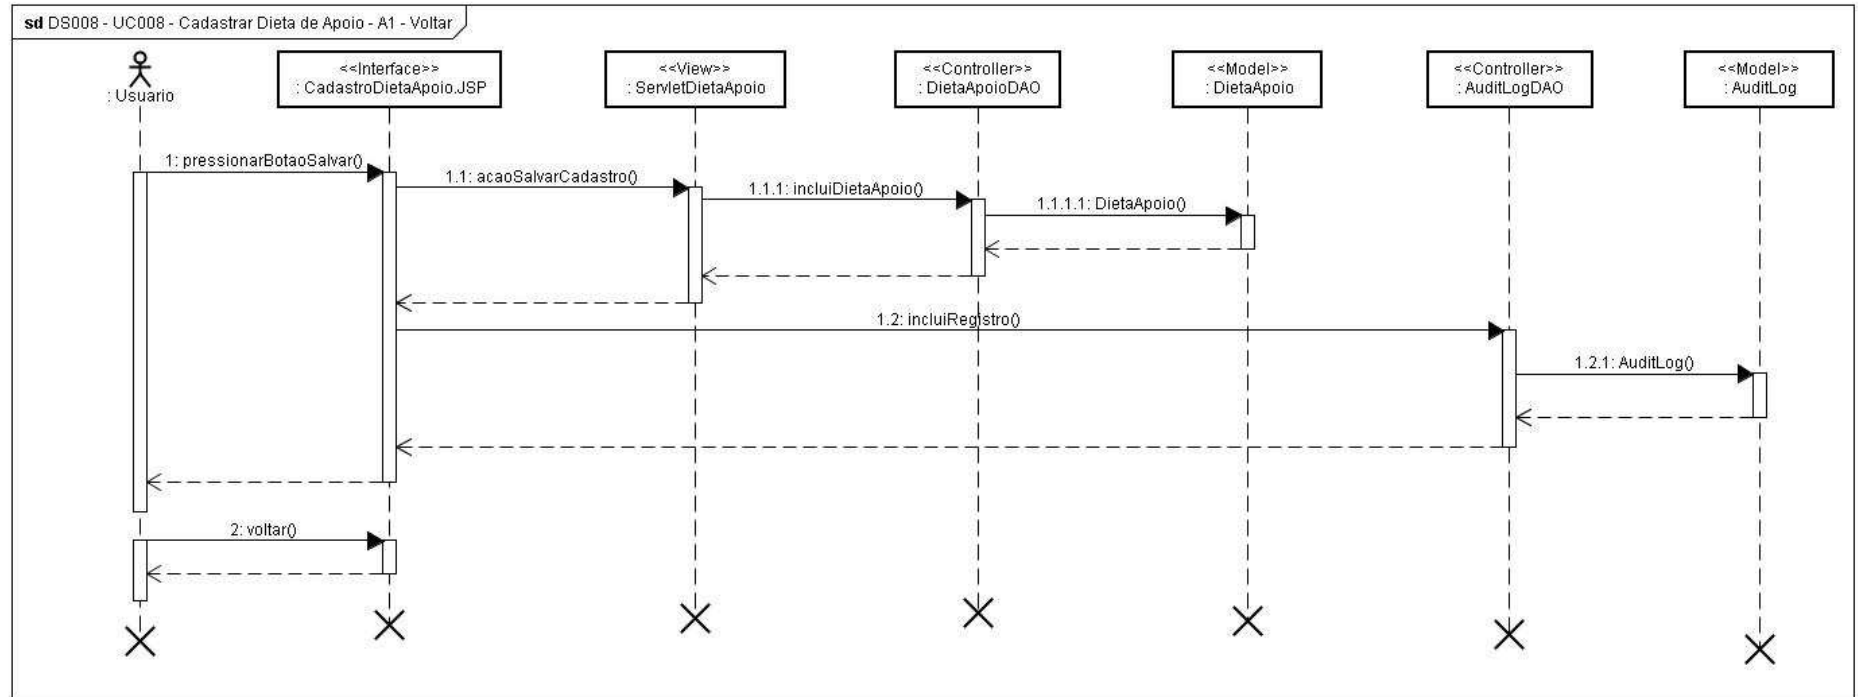 sd DS008 - UC008 - Cadastrar Dieta de Apoio - A1 - Voltar
: Usuario
<<Interface>>
: CadastroDietaApoio.JSP
<<View>>
: ServletDietaApoio
<<Controller>>
: DietaApoioDAO
<<Model>>
: DietaApoio
<<Controller>>
: AuditLogDAO
<<Model>>
: AuditLog
1: pressionarBotaoSalvar()
1.1: acaoSalvarCadastro()
1.1.1: incluiDietaApoio()
1.1.1.1: DietaApoio()
1.2: incluiRegistro()
1.2.1: AuditLog()
2: voltar()